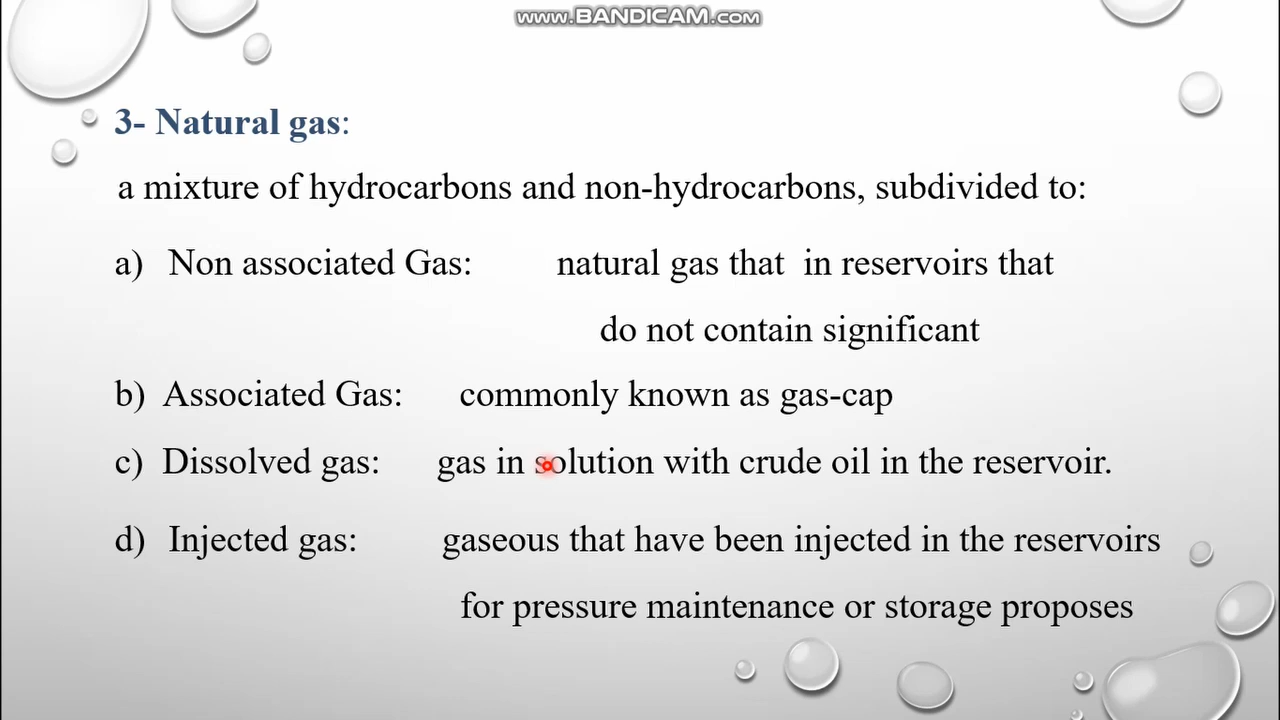 www.BANDICAM.com
3- Natural gas:
a mixture of hydrocarbons and non-hydrocarbons, subdivided to:
a) Non associated Gas: natural gas that in reservoirs that
do not contain significant
b) Associated Gas: commonly known as gas-cap
c) Dissolved gas: gas in solution with crude oil in the reservoir.
d) Injected gas: gaseous that have been injected in the reservoirs
for pressure maintenance or storage proposes